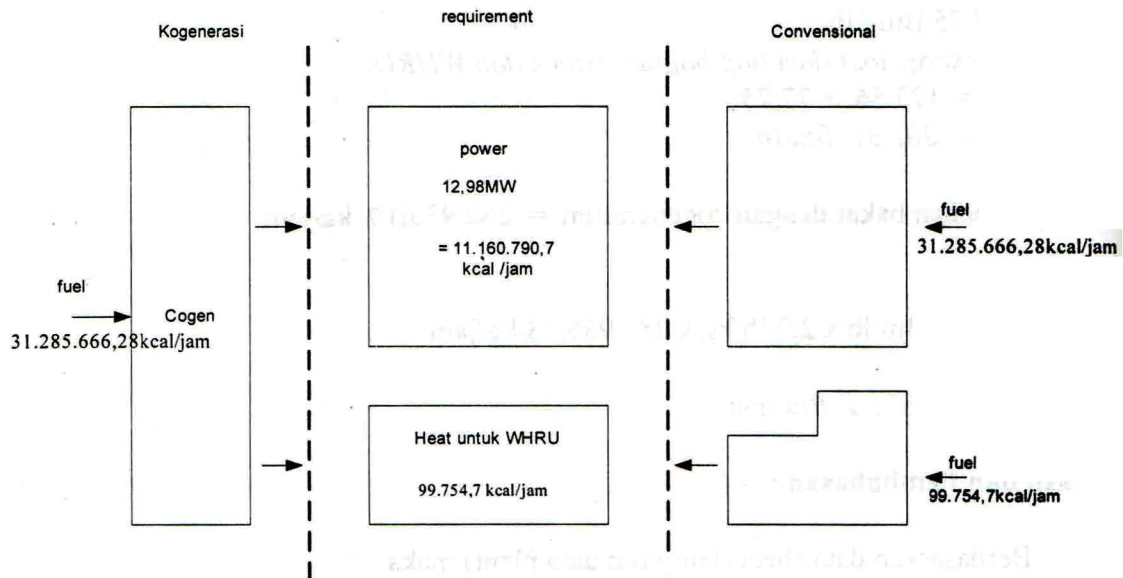 requirement
Kogenerasi
Convensional
power
12,98MW
= 11.160.790,7
kcal /jam
fuel
31.285.666,28kcal/jam
fuel
Cogen
31.285.666,28kcal/jam
Heat untuk WHRU
99.754,7 kcal/jam
fuel
99.754,7kcal/jam